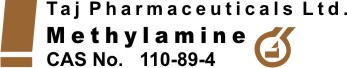 Taj Pharmaceuticals Ltd.
Methylamine
CAS No. 110-89-4